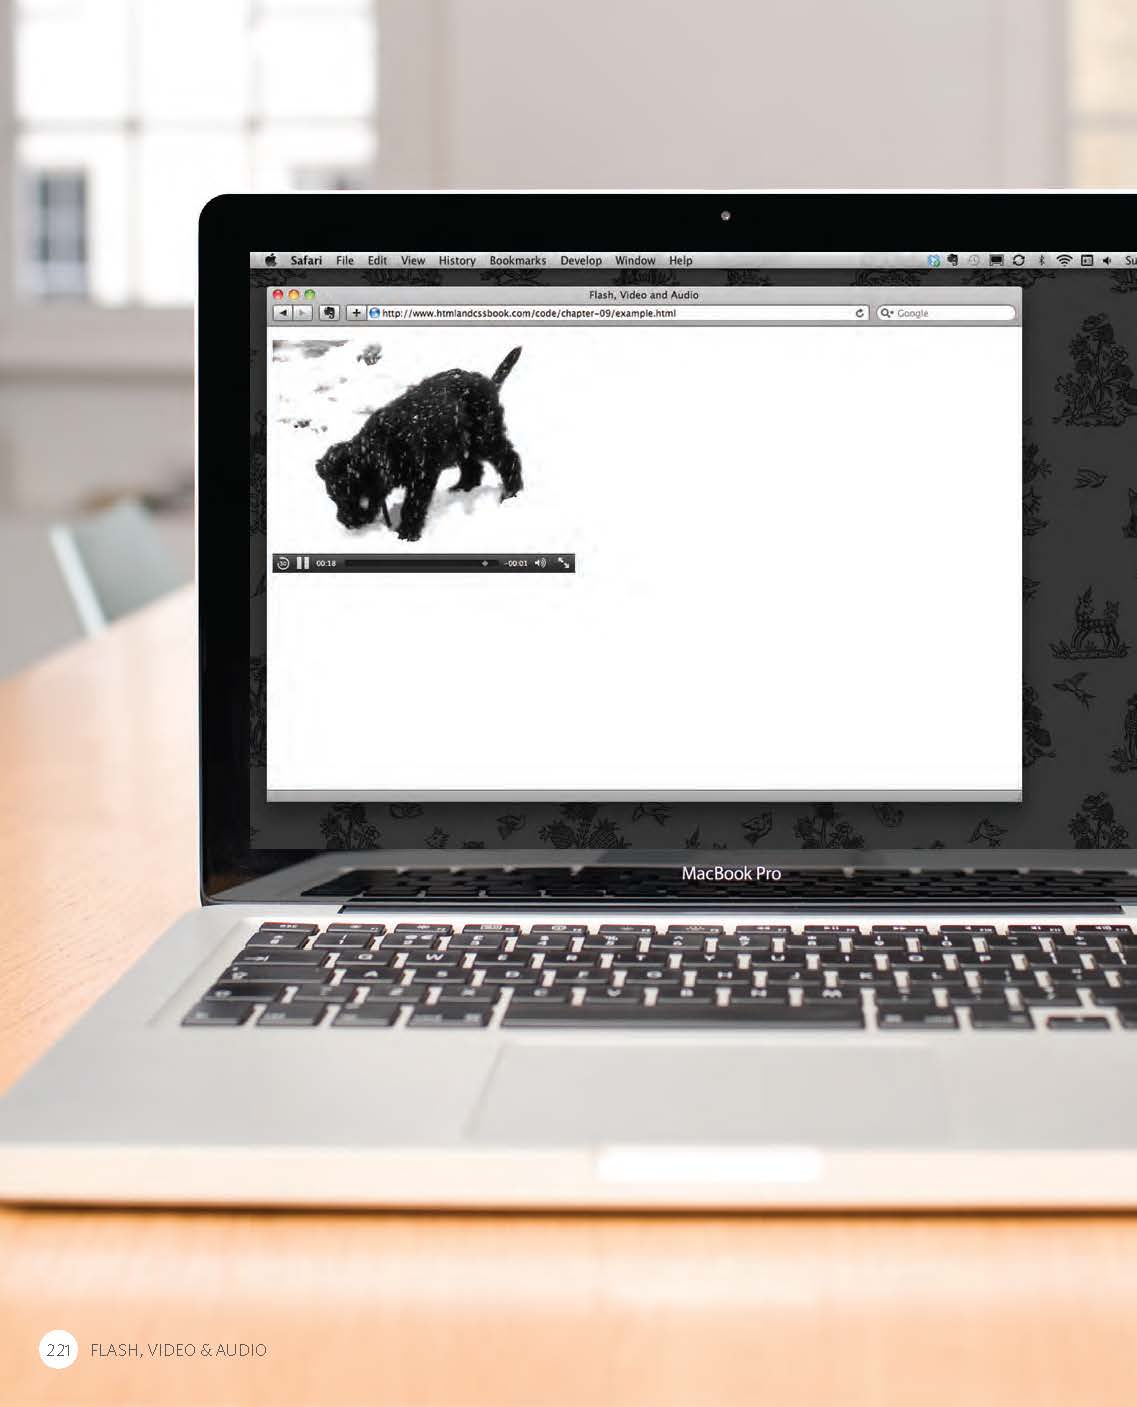 Safari File Edit View History Bookmarks Develop Window Help
Flash, Video and Audio
http://www.htmlandcssbook.com/code/chapter-09/example.html
Google
00:18 -00:01
MacBook Pro
Q W E R T Y U I O P
A S D F G H J K L
Z X C V B N M
221 FLASH, VIDEO & AUDIO